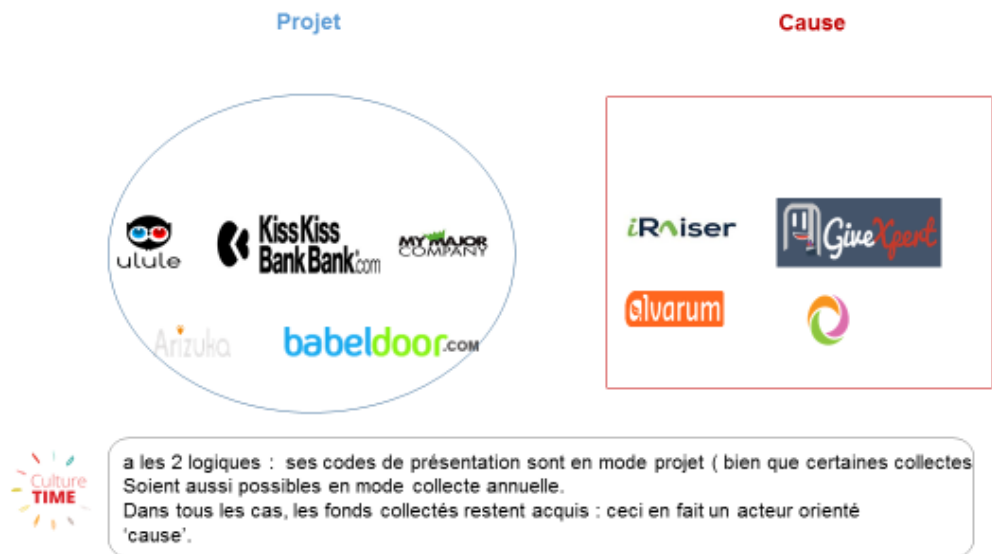 Projet
Cause
ulule
KissKiss
BankBank.com
MY MAJOR
COMPANY
iRaiser
GiveXpert
Arizuka
babeldoor.com
alvarum
Culture
TIME
a les 2 logiques : ses codes de présentation sont en mode projet ( bien que certaines collectes
Soient aussi possibles en mode collecte annuelle.
Dans tous les cas, les fonds collectés restent acquis : ceci en fait un acteur orienté
'cause'.